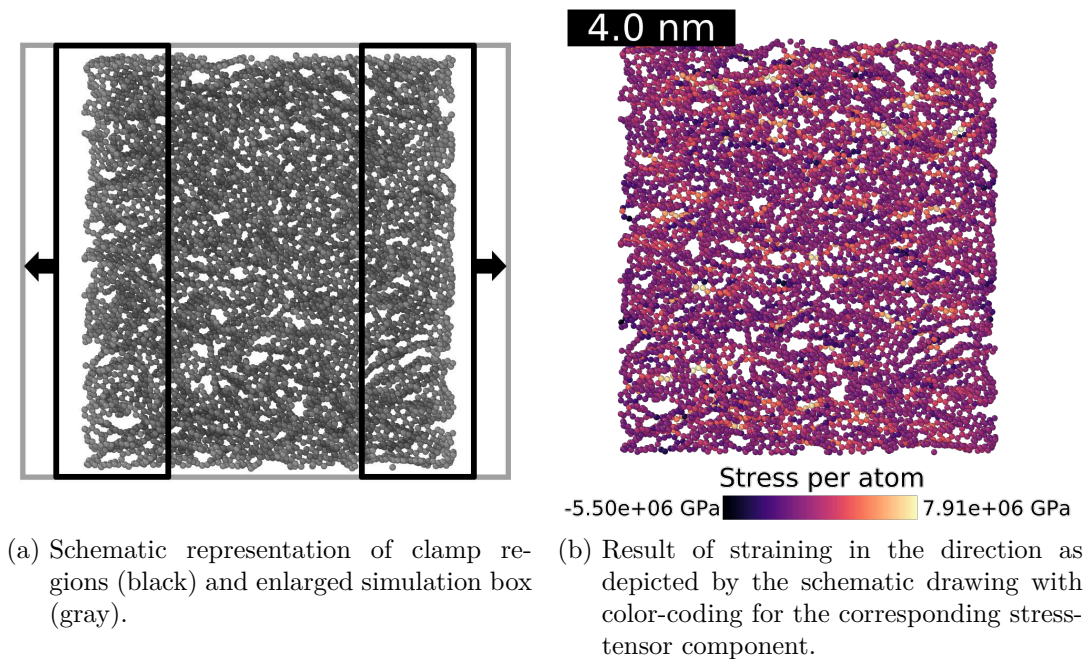 4.0 nm
Stress per atom
-5.50e+06 GPa 7.91e+06 GPa
(a) Schematic representation of clamp re-
gions (black) and enlarged simulation box
(gray).
(b) Result of straining in the direction as
depicted by the schematic drawing with
color-coding for the corresponding stress-
tensor component.